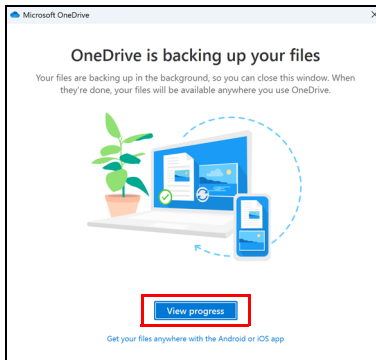 Microsoft OneDrive
OneDrive is backing up your files
Your files are backing up in the background, so you can close this window. When
they're done, your files will be available anywhere you use OneDrive.
View progress
Get your files anywhere with the Android or iOS app